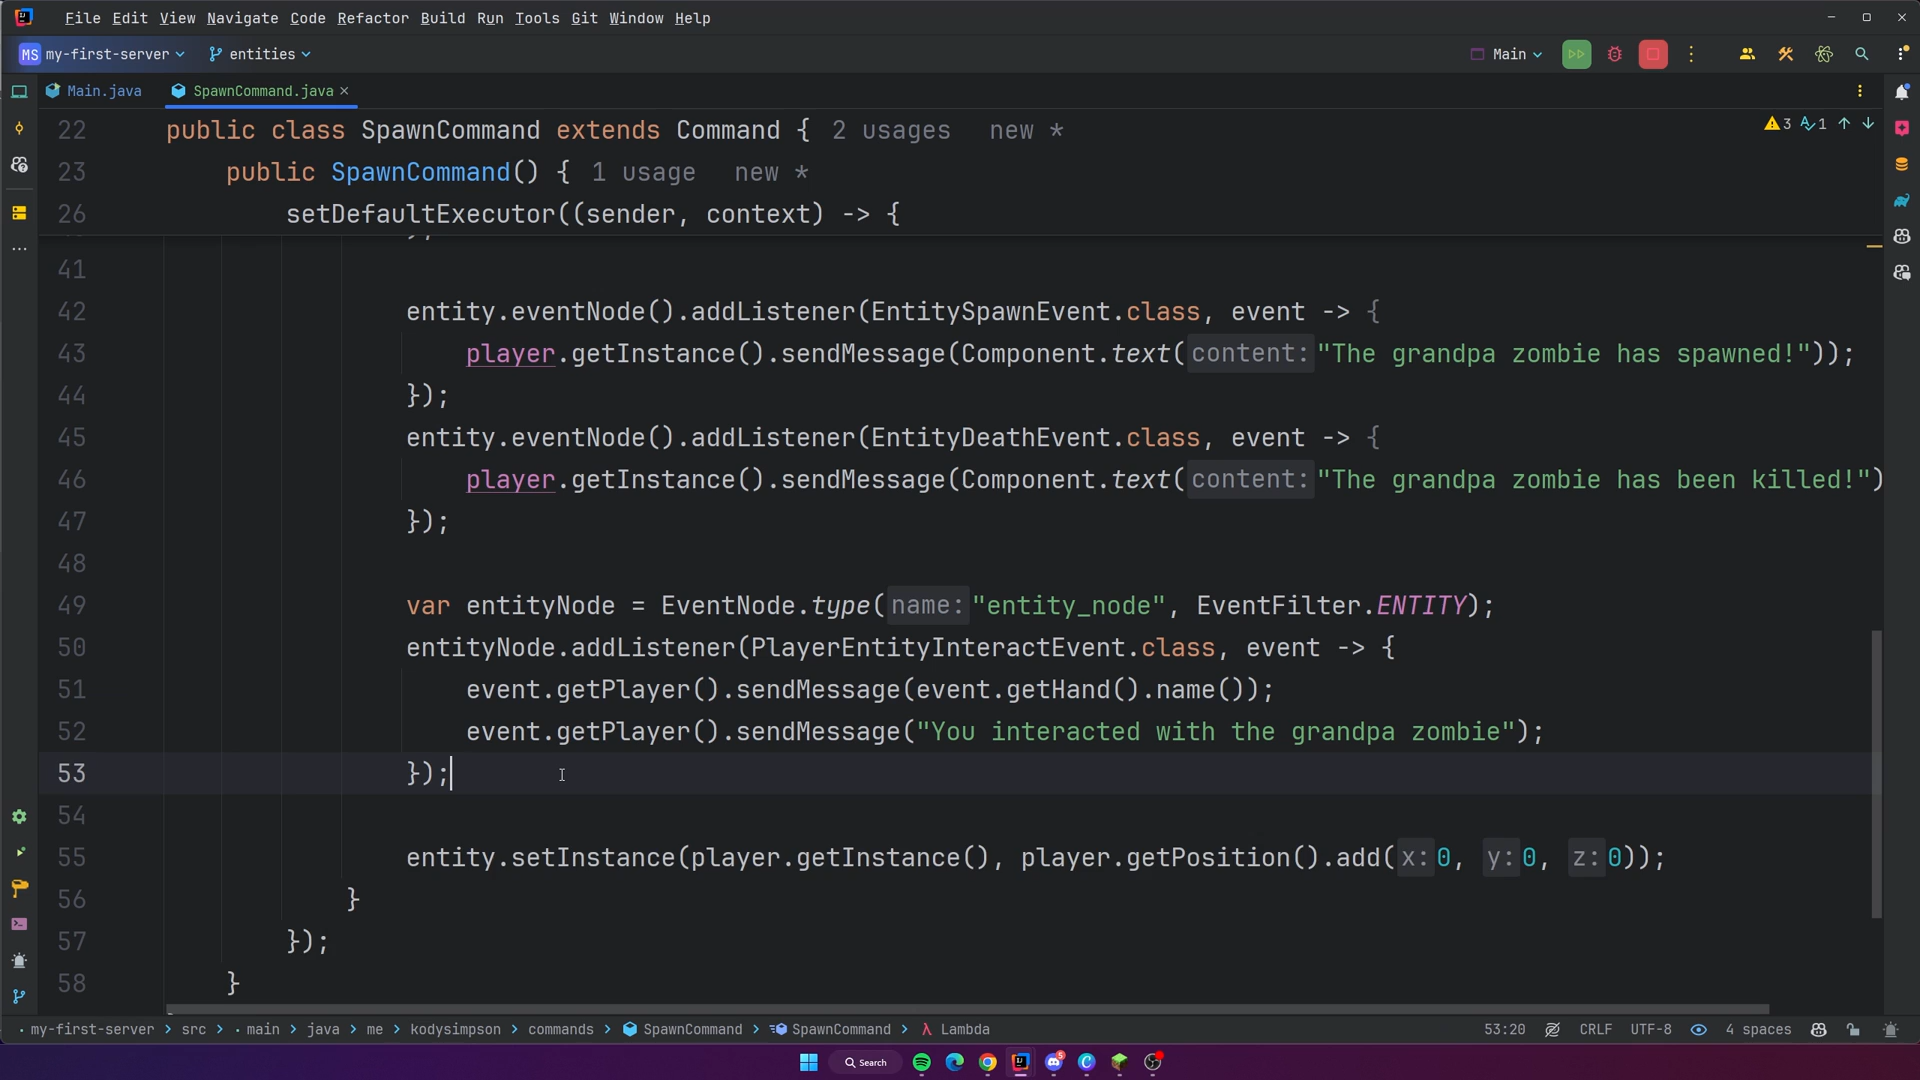 File Edit View Navigate Code Refactor Build Run Tools Git Window Help
MS my-first-server entities Main
Main.java SpawnCommand.java
22 public class SpawnCommand extends Command { 2 usages new *
3 1
23 public SpawnCommand() { 1 usage new *
26 setDefaultExecutor((sender, context) -> {
41
42 entity.eventNode().addListener(EntitySpawnEvent.class, event -> {
43 player.getInstance().sendMessage(Component.text( content: "The grandpa zombie has spawned!"));
44 });
45 entity.eventNode().addListener(EntityDeathEvent.class, event -> {
46 player.getInstance().sendMessage(Component.text( content: "The grandpa zombie has been killed!")
47 });
48
49 var entityNode = EventNode.type( name: "entity_node", EventFilter.ENTITY);
50 entityNode.addListener(PlayerEntityInteractEvent.class, event -> {
51 event.getPlayer().sendMessage(event.getHand().name());
52 event.getPlayer().sendMessage("You interacted with the grandpa zombie");
53 });
54
55 entity.setInstance(player.getInstance(), player.getPosition().add( x: 0, y: 0, z: 0));
56 }
57 });
58 }
my-first-server > src > main > java > me > kodysimpson > commands > SpawnCommand > SpawnCommand > λ Lambda 53:20 CRLF UTF-8 4 spaces
Search